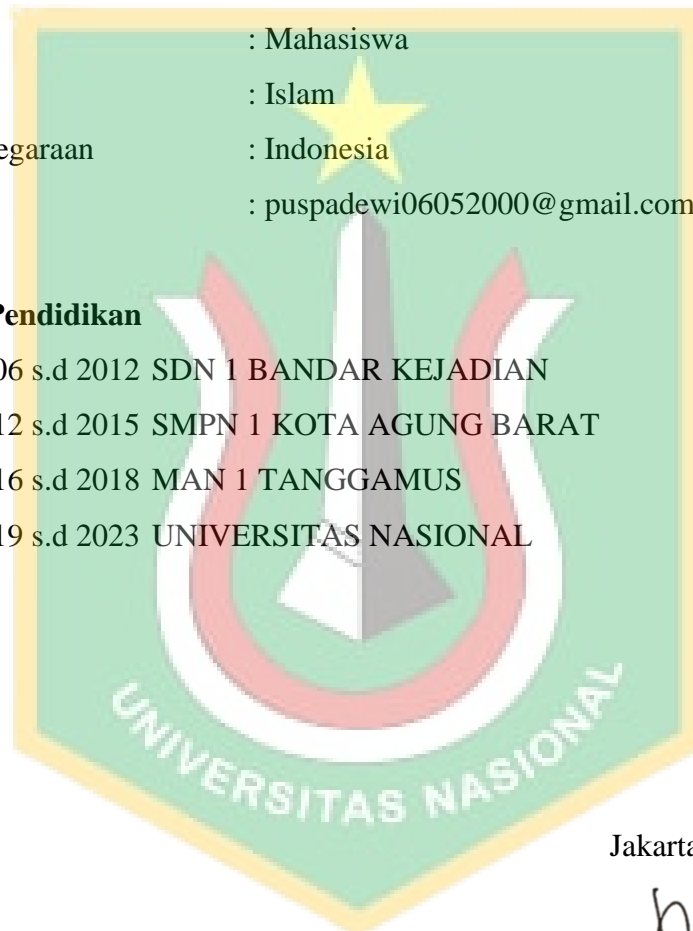 : Mahasiswa
: Islam
egaraan : Indonesia
: puspadewi06052000@gmail.com
Pendidikan
06 s.d 2012 SDN 1 BANDAR KEJADIAN
12 s.d 2015 SMPN 1 KOTA AGUNG BARAT
16 s.d 2018 MAN 1 TANGGAMUS
19 s.d 2023 UNIVERSITAS NASIONAL
UNIVERSITAS NASIONAL
Jakarta